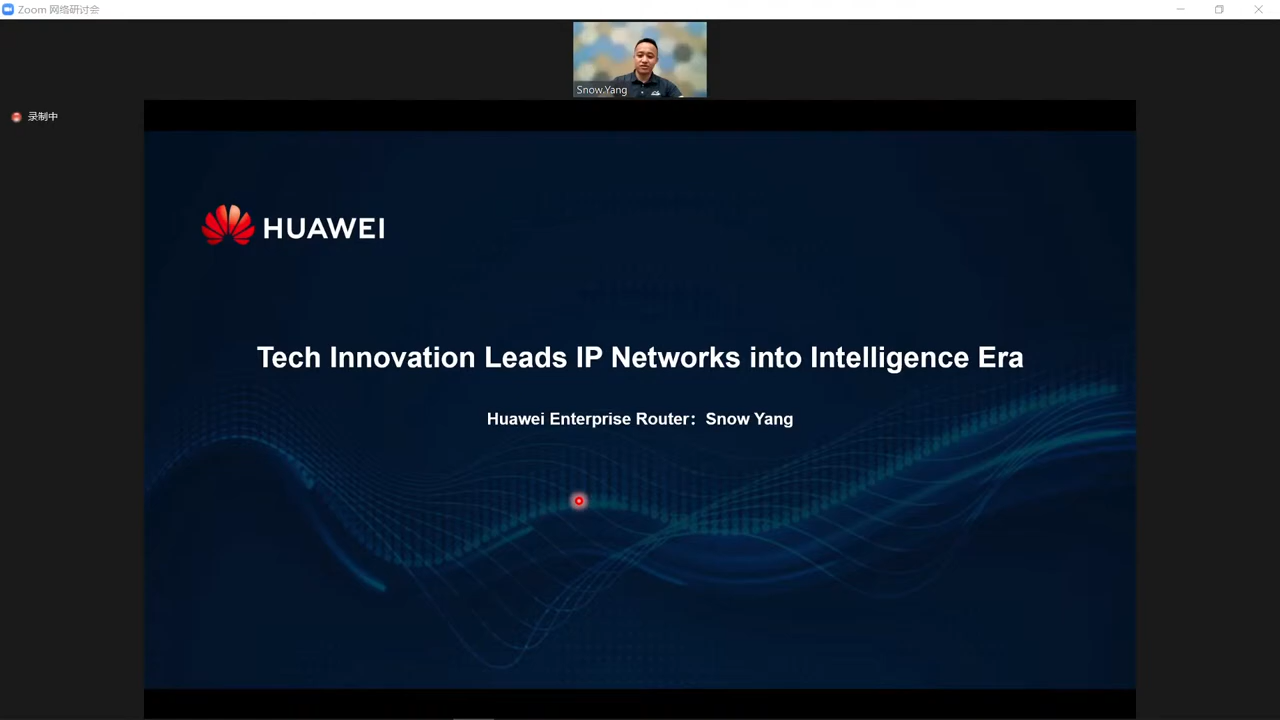 Zoom 网络研讨会
Snow Yang
录制中
HUAWEI
Tech Innovation Leads IP Networks into Intelligence Era
Huawei Enterprise Router：Snow Yang